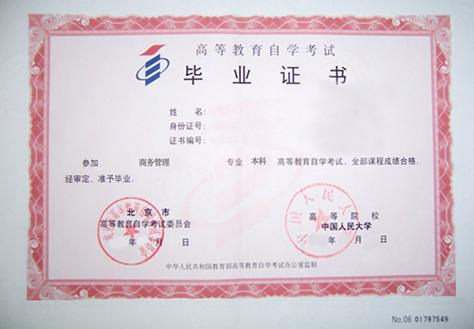 高等教育自学考试
毕业证书
姓名:
身份证号:
证书编号:
参加 商务管理 专业 本科 高等教育自学考试,全部课程成绩合格,
经审定,准予毕业。
北京市
高等教育自学考试委员会
年 月 日
高等院校
中国人民大学
年 月 日
中华人民共和国教育部高等教育自学考试办公室监制
No.06 01797549